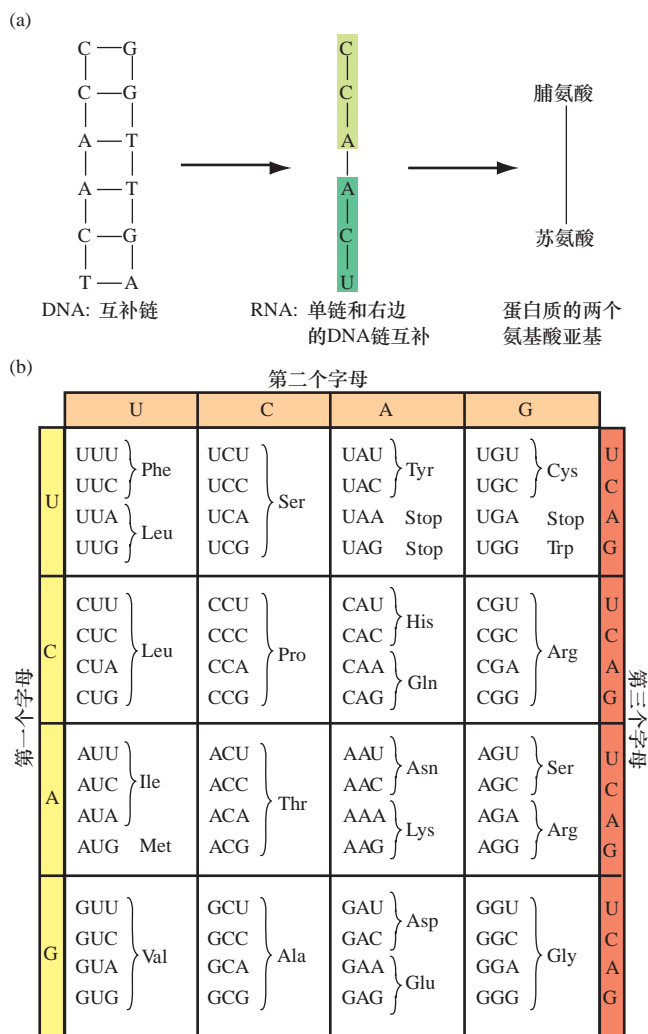 (a)
C G C
C G C 脯氨酸
A T A
A T A
C G C 苏氨酸
T A U
DNA: 互补链 RNA: 单链和右边 蛋白质的两个
的DNA链互补 氨基酸亚基
(b)
第二个字母
U C A G
第一个字母
第三个字母
U
UUU UCU UAU UGU U
Phe Tyr Cys
UUC UCC UAC UGC C
Ser
UUA UCA UAA Stop UGA Stop A
Leu
UUG UCG UAG Stop UGG Trp G
C
CUU CCU CAU CGU U
His
CUC CCC CAC CGC C
Leu Pro Arg
CUA CCA CAA CGA A
Gln
CUG CCG CAG CGG G
A
AUU ACU AAU AGU U
Asn Ser
AUC ACC AAC AGC C
Ile Thr
AUA ACA AAA AGA A
Lys Arg
AUG Met ACG AAG AGG G
G
GUU GCU GAU GGU U
Asp
GUC GCC GAC GGC C
Val Ala Gly
GUA GCA GAA GGA A
Glu
GUG GCG GAG GGG G